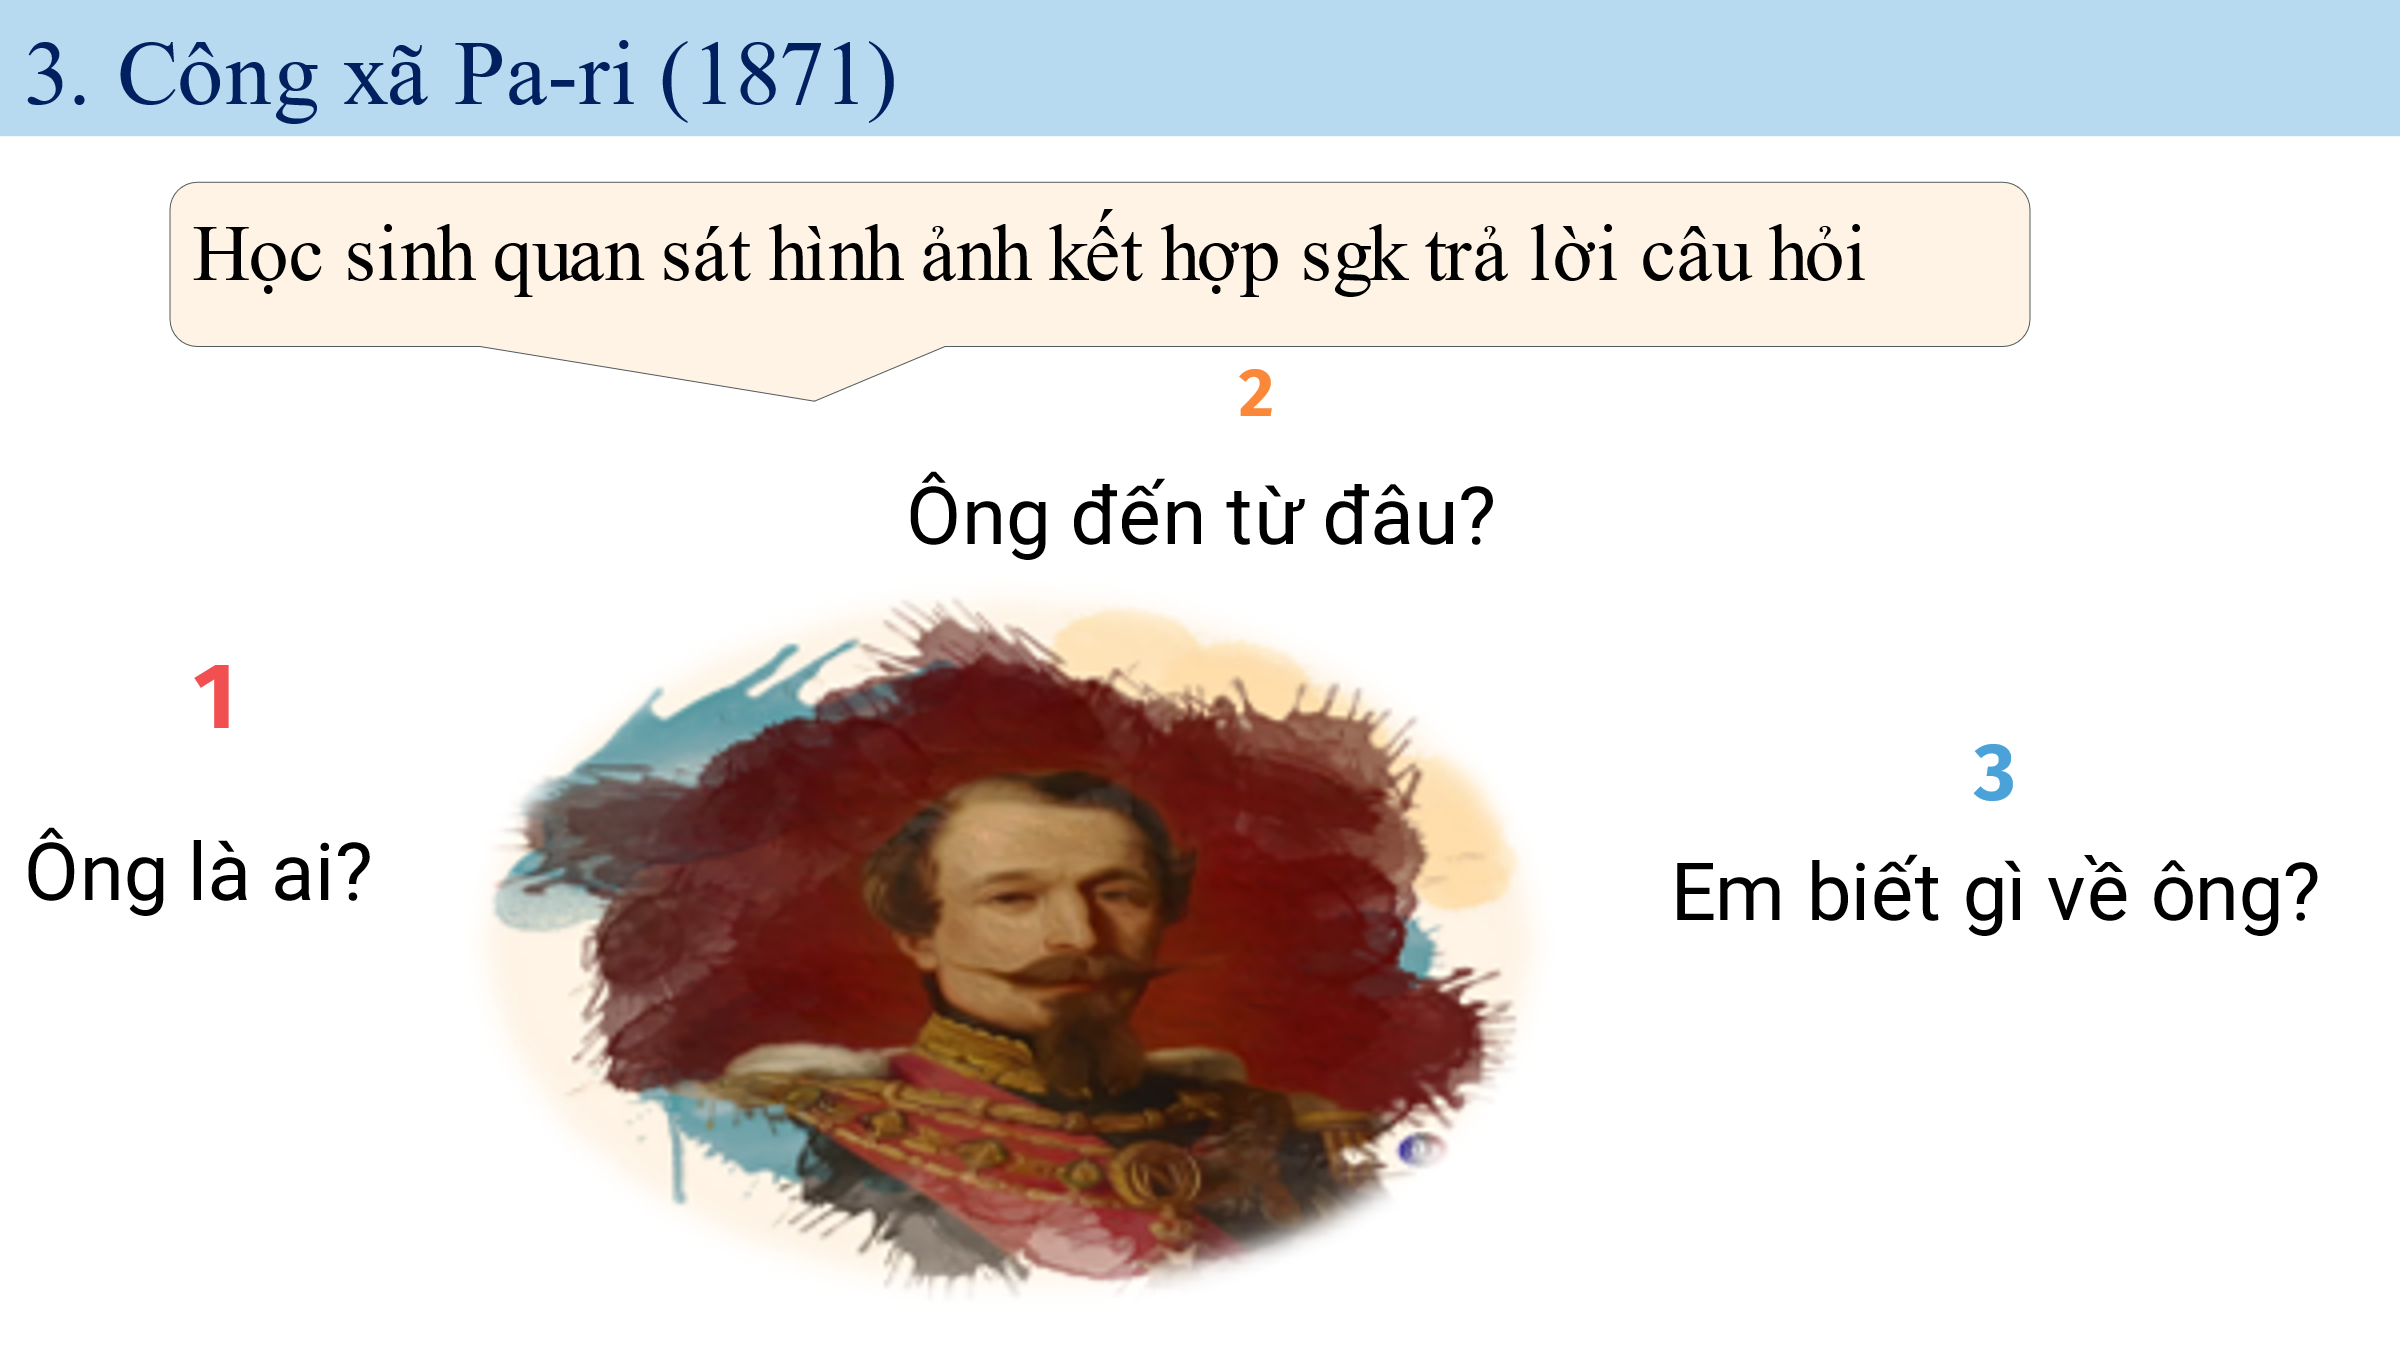 3. Công xã Pa-ri (1871)
Học sinh quan sát hình ảnh kết hợp sgk trả lời câu hỏi
2
Ông đến từ đâu?
1
Ông là ai?
3
Em biết gì về ông?